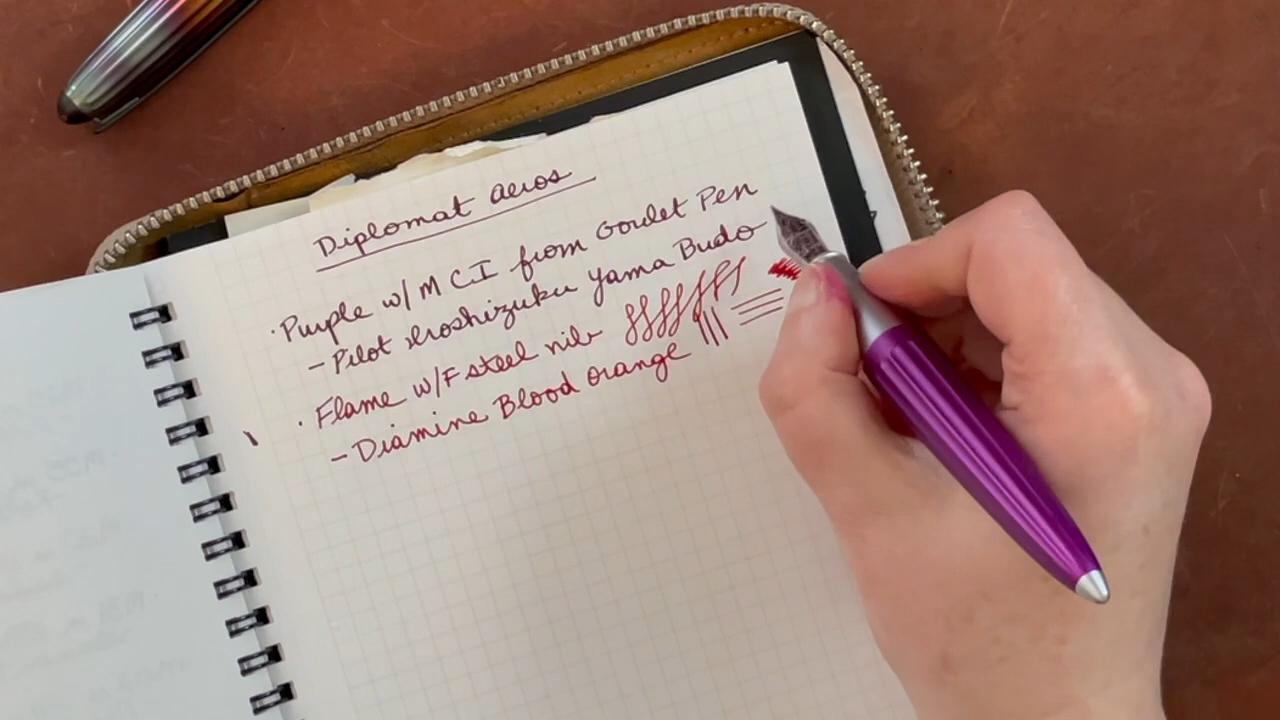 Diplomat Aeros
· Purple w/ M CI from Goulet Pen
- Pilot Iroshizuku Yama Budo
· Flame w/ F steel nib
- Diamine Blood orange